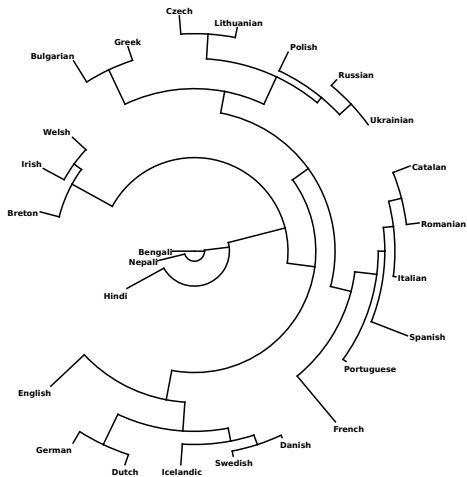 Czech
Lithuanian
Greek
Polish
Bulgarian
Russian
Ukrainian
Welsh
Irish
Catalan
Breton
Romanian
Bengali
Nepali
Italian
Hindi
Spanish
Portuguese
English
French
German
Danish
Swedish
Dutch
Icelandic